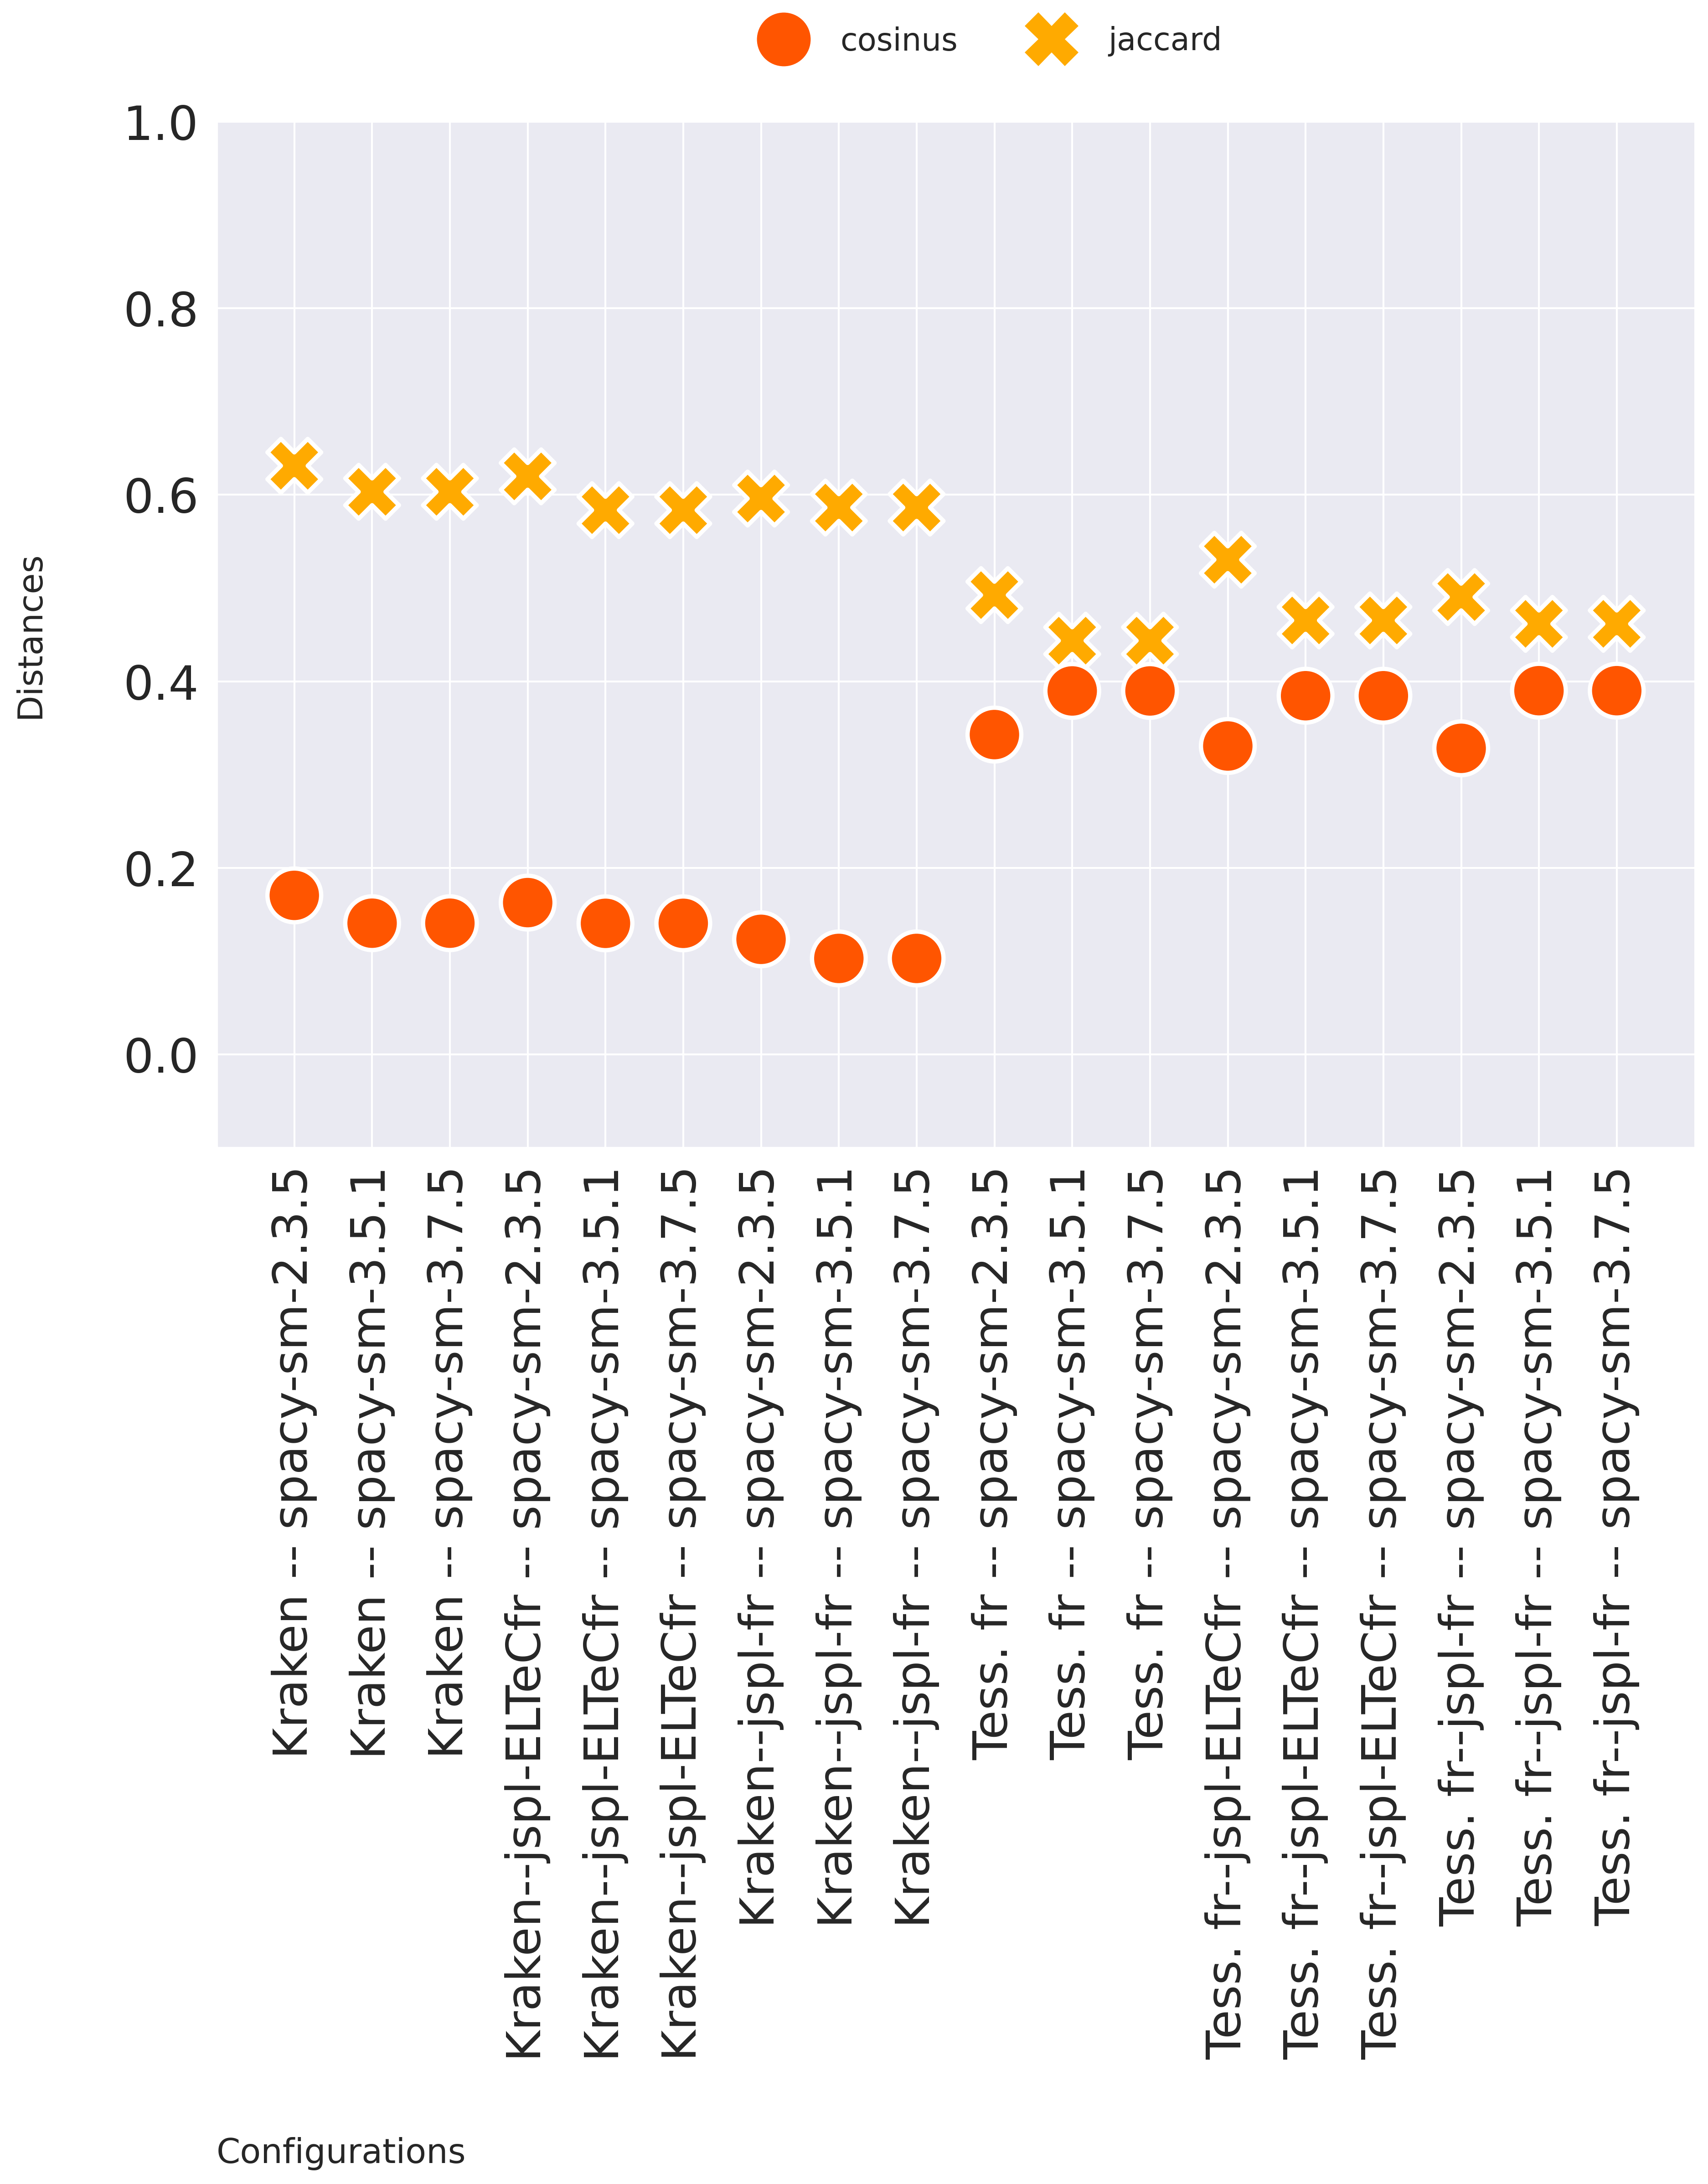 cosinus jaccard
1.0
0.8
0.6
0.4
0.2
0.0
Distances
Kraken -- spacy-sm-2.3.5
Kraken -- spacy-sm-3.5.1
Kraken -- spacy-sm-3.7.5
Kraken--jspl-ELTeCfr -- spacy-sm-2.3.5
Kraken--jspl-ELTeCfr -- spacy-sm-3.5.1
Kraken--jspl-ELTeCfr -- spacy-sm-3.7.5
Kraken--jspl-fr -- spacy-sm-2.3.5
Kraken--jspl-fr -- spacy-sm-3.5.1
Kraken--jspl-fr -- spacy-sm-3.7.5
Tess. fr -- spacy-sm-2.3.5
Tess. fr -- spacy-sm-3.5.1
Tess. fr -- spacy-sm-3.7.5
Tess. fr--jspl-ELTeCfr -- spacy-sm-2.3.5
Tess. fr--jspl-ELTeCfr -- spacy-sm-3.5.1
Tess. fr--jspl-ELTeCfr -- spacy-sm-3.7.5
Tess. fr--jspl-fr -- spacy-sm-2.3.5
Tess. fr--jspl-fr -- spacy-sm-3.5.1
Tess. fr--jspl-fr -- spacy-sm-3.7.5
Configurations